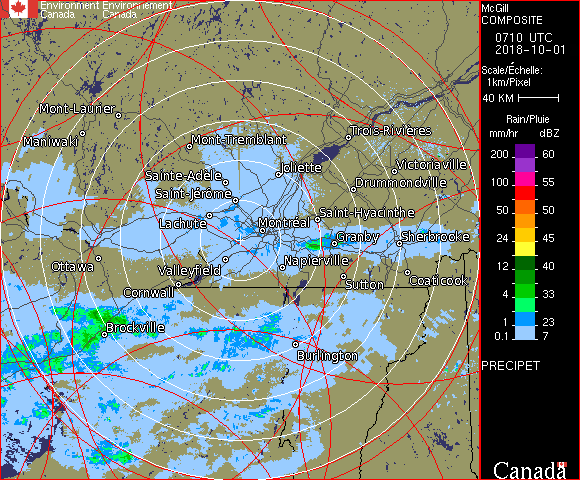 Environment Environnement
Canada Canada
McGill
COMPOSITE
0710 UTC
2018-10-01
Scale/Échelle:
1km/Pixel
40 KM
Rain/Pluie
mm/hr dBZ
200 60
150 57
100 55
50 50
24 45
12 40
4 33
1 23
0.1 7
PRECIPET
Canada
Mont-Laurier
Maniwaki
Mont-Tremblant
Trois-Rivières
Sainte-Adèle
Joliette
Victoriaville
Saint-Jérôme
Drummondville
Lachute
Montréal
Saint-Hyacinthe
Granby
Sherbrooke
Ottawa
Valleyfield
Napierville
Cornwall
Sutton
Coaticook
Brockville
Burlington